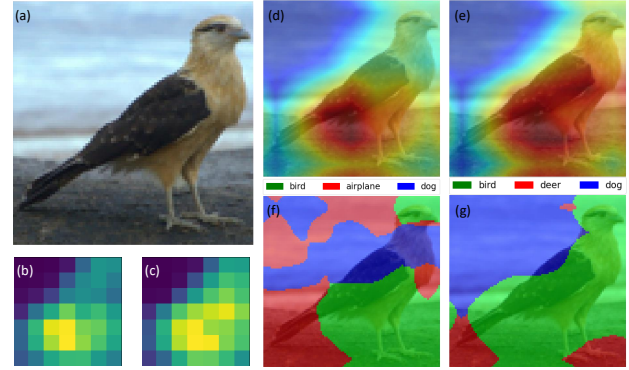 (a)
(d)
(e)
bird airplane dog
bird deer dog
(b)
(c)
(f)
(g)